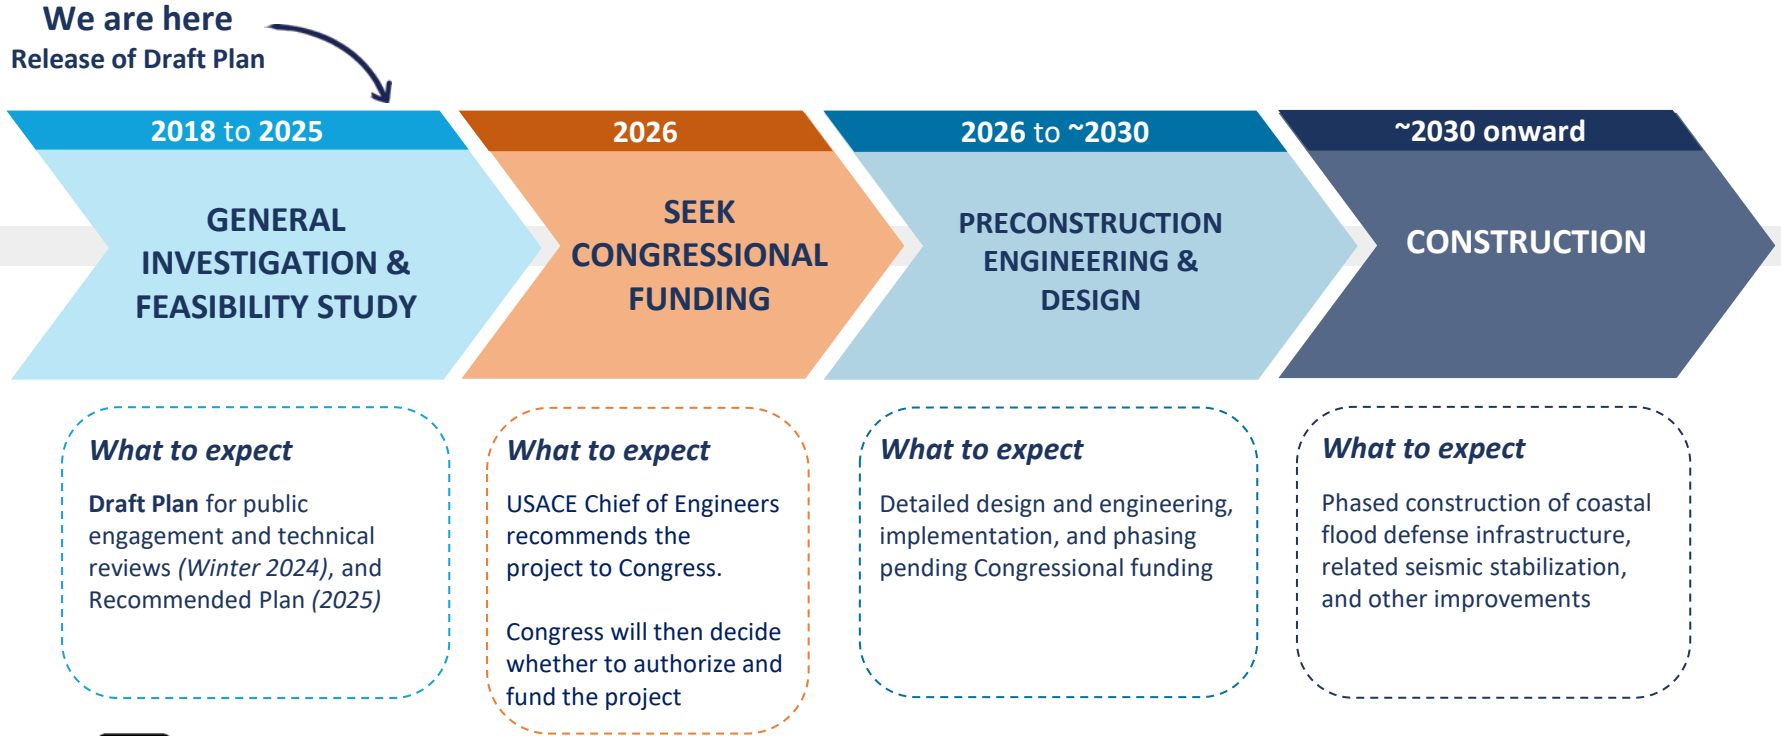 We are here
Release of Draft Plan
2018 to 2025
GENERAL
INVESTIGATION &
FEASIBILITY STUDY
What to expect
Draft Plan for public
engagement and technical
reviews (Winter 2024), and
Recommended Plan (2025)
2026
SEEK
CONGRESSIONAL
FUNDING
What to expect
USACE Chief of Engineers
recommends the
project to Congress.
Congress will then decide
whether to authorize and
fund the project
2026 to ~2030
PRECONSTRUCTION
ENGINEERING &
DESIGN
What to expect
Detailed design and engineering,
implementation, and phasing
pending Congressional funding
~2030 onward
CONSTRUCTION
What to expect
Phased construction of coastal
flood defense infrastructure,
related seismic stabilization,
and other improvements